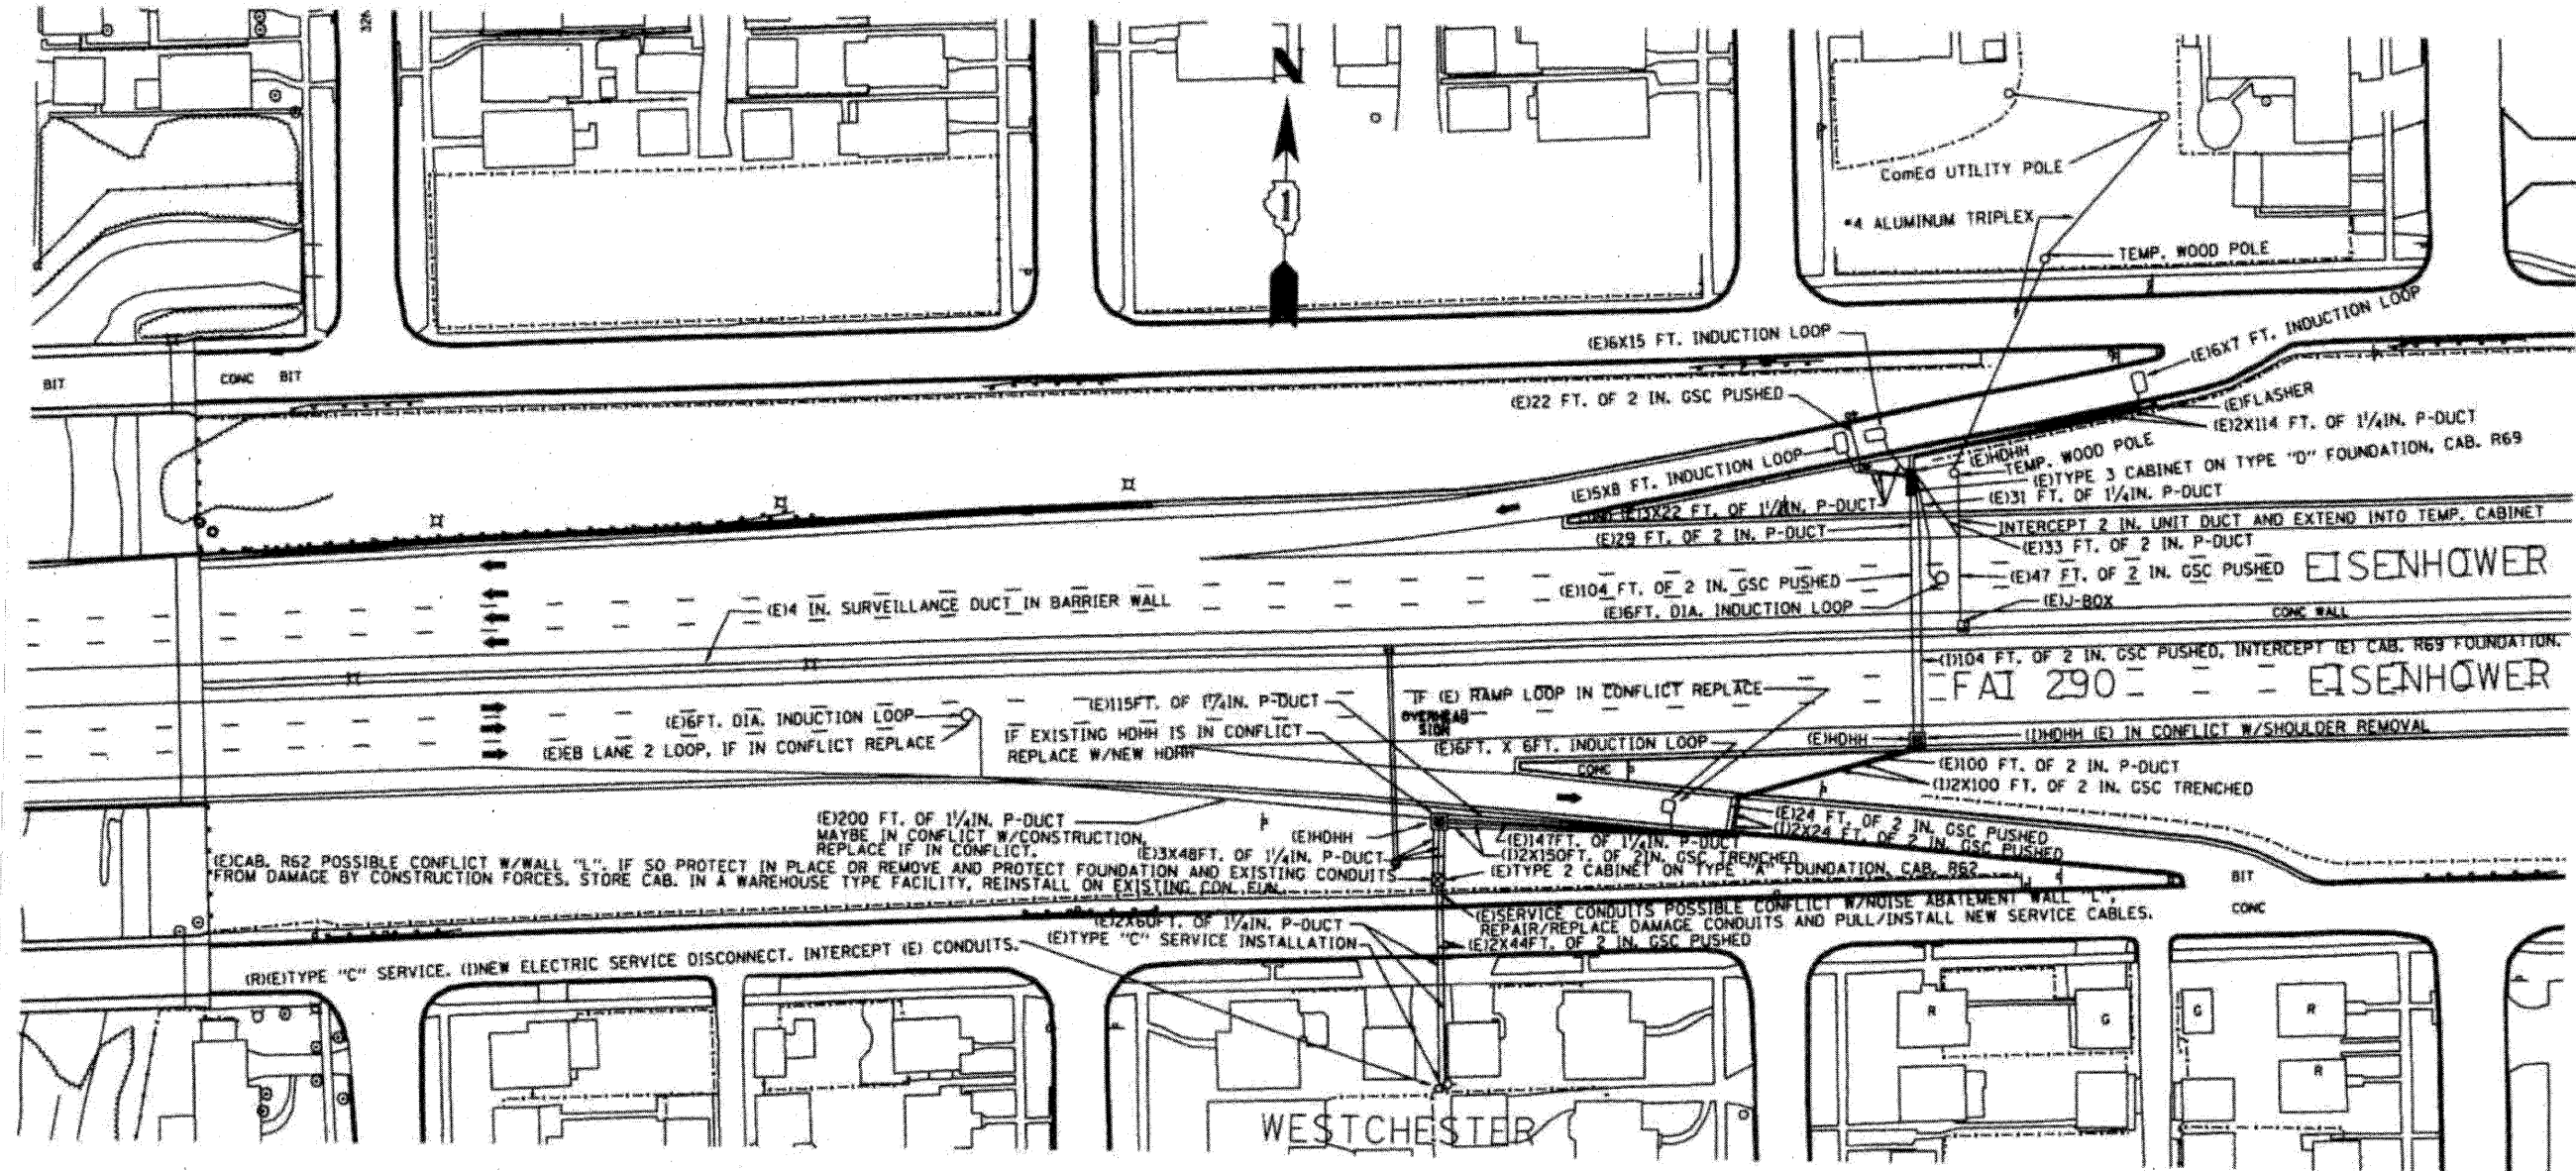 326
N
ComEd UTILITY POLE
#4 ALUMINUM TRIPLEX
TEMP. WOOD POLE
(E)6X15 FT. INDUCTION LOOP
(E)6X7 FT. INDUCTION LOOP
BIT
CONC BIT
(E)22 FT. OF 2 IN. GSC PUSHED
(E)FLASHER
(E)2X114 FT. OF 1¼IN. P-DUCT
(E)5X8 FT. INDUCTION LOOP
(E)HDHH
TEMP. WOOD POLE
(E)TYPE 3 CABINET ON TYPE "D" FOUNDATION, CAB. R69
(E)31 FT. OF 1¼IN. P-DUCT
(E)3X22 FT. OF 1¼IN. P-DUCT
INTERCEPT 2 IN. UNIT DUCT AND EXTEND INTO TEMP. CABINET
(E)29 FT. OF 2 IN. P-DUCT
(E)33 FT. OF 2 IN. P-DUCT
EISENHOWER
(E)104 FT. OF 2 IN. GSC PUSHED
(E)47 FT. OF 2 IN. GSC PUSHED
(E)4 IN. SURVEILLANCE DUCT IN BARRIER WALL
(E)6FT. DIA. INDUCTION LOOP
(E)J-BOX
CONC WALL
(I)104 FT. OF 2 IN. GSC PUSHED, INTERCEPT (E) CAB. R69 FOUNDATION.
FAI 290
EISENHOWER
(E)115FT. OF 1¼IN. P-DUCT
IF (E) RAMP LOOP IN CONFLICT REPLACE
(E)6FT. DIA. INDUCTION LOOP
OVERHEAD
SIGN
IF EXISTING HDHH IS IN CONFLICT
REPLACE W/NEW HDHH
(E)EB LANE 2 LOOP, IF IN CONFLICT REPLACE
(E)6FT. X 6FT. INDUCTION LOOP
(E)HDHH
(I)HDHH (E) IN CONFLICT W/SHOULDER REMOVAL
CONC
(E)100 FT. OF 2 IN. P-DUCT
(I)2X100 FT. OF 2 IN. GSC TRENCHED
(E)200 FT. OF 1¼IN. P-DUCT
MAYBE IN CONFLICT W/CONSTRUCTION,
REPLACE IF IN CONFLICT.
(E)HDHH
(E)24 FT. OF 2 IN. GSC PUSHED
(I)2X24 FT. OF 2 IN. GSC PUSHED
(E)147FT. OF 1¼IN. P-DUCT
(E)3X48FT. OF 1¼IN. P-DUCT
(I)2X150FT. OF 2IN. GSC TRENCHED
(E)CAB. R62 POSSIBLE CONFLICT W/WALL "L". IF SO PROTECT IN PLACE OR REMOVE AND PROTECT FOUNDATION AND EXISTING CONDUITS
FROM DAMAGE BY CONSTRUCTION FORCES. STORE CAB. IN A WAREHOUSE TYPE FACILITY, REINSTALL ON EXISTING
(E)TYPE 2 CABINET ON TYPE "A" FOUNDATION, CAB. R62
BIT
CONC
(E)2X60FT. OF 1¼IN. P-DUCT
(E)SERVICE CONDUITS POSSIBLE CONFLICT W/NOISE ABATEMENT WALL "L",
REPAIR/REPLACE DAMAGE CONDUITS AND PULL/INSTALL NEW SERVICE CABLES.
(E)TYPE "C" SERVICE INSTALLATION
(E)2X44FT. OF 2 IN. GSC PUSHED
(R)(E)TYPE "C" SERVICE. (I)NEW ELECTRIC SERVICE DISCONNECT. INTERCEPT (E) CONDUITS.
R
G
G
R
R
WESTCHESTER